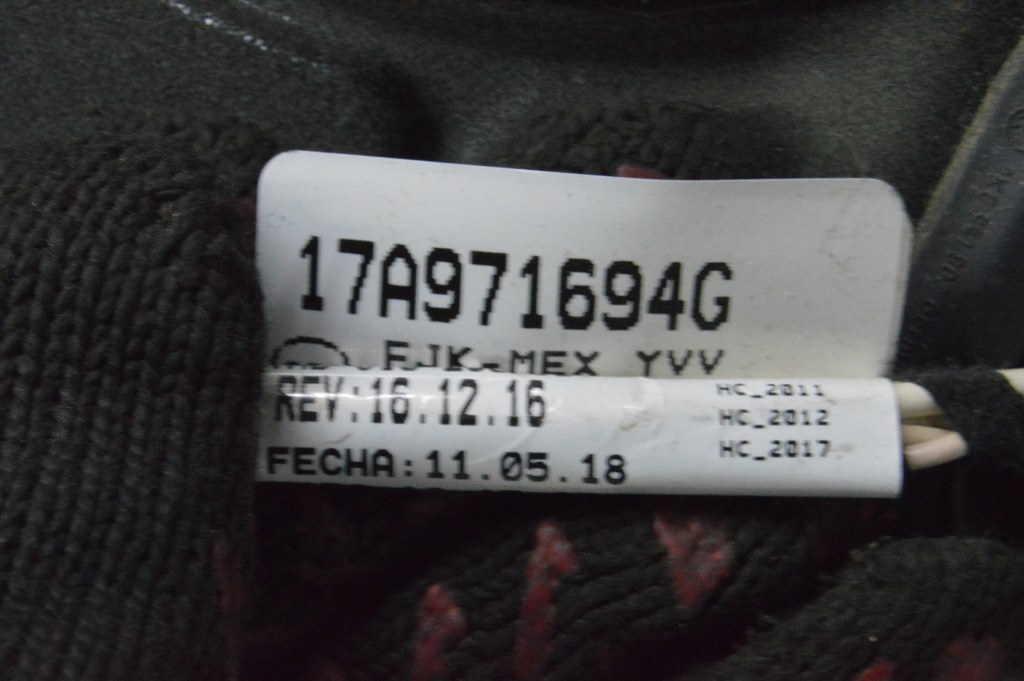 17A971694G
FJK-MEX YVV
REV:16.12.16
HC_2011
HC_2012
HC_2017
FECHA:11.05.18